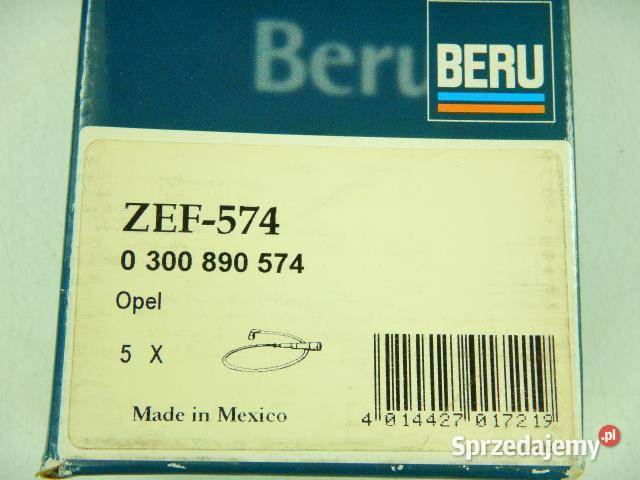 Beru
BERU
ZEF-574
0 300 890 574
Opel
5 X
Made in Mexico
4 014427 017219
Sprzedajemy.pl